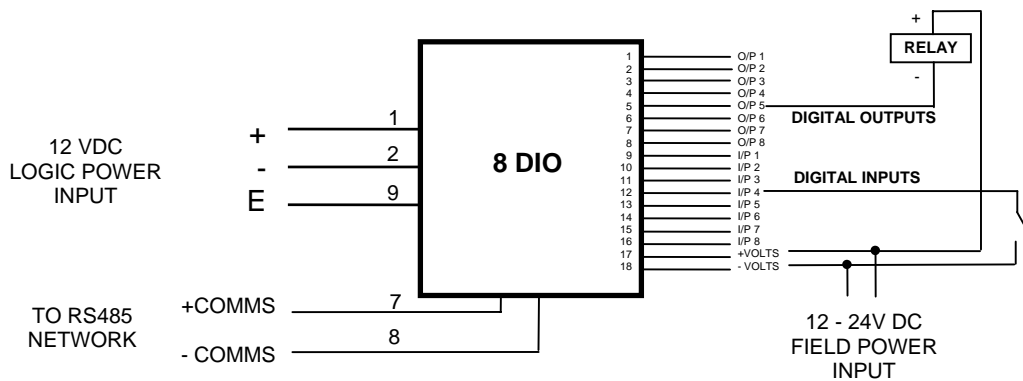 12 VDC
LOGIC POWER
INPUT
+
-
E
1
2
9
TO RS485
NETWORK
+COMMS
- COMMS
7
8
8 DIO
1 O/P 1
2 O/P 2
3 O/P 3
4 O/P 4
5 O/P 5
6 O/P 6
7 O/P 7
8 O/P 8
9 I/P 1
10 I/P 2
11 I/P 3
12 I/P 4
13 I/P 5
14 I/P 6
15 I/P 7
16 I/P 8
17 +VOLTS
18 - VOLTS
+
RELAY
-
DIGITAL OUTPUTS
DIGITAL INPUTS
12 - 24V DC
FIELD POWER
INPUT